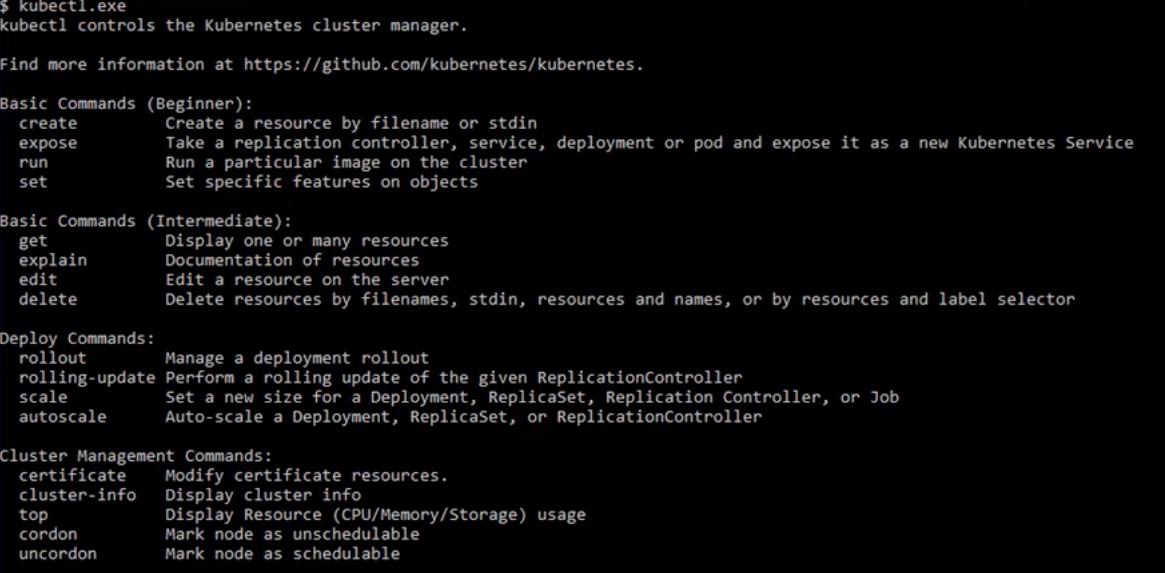 $ kubectl.exe
kubectl controls the Kubernetes cluster manager.
Find more information at https://github.com/kubernetes/kubernetes.
Basic Commands (Beginner):
create Create a resource by filename or stdin
expose Take a replication controller, service, deployment or pod and expose it as a new Kubernetes Service
run Run a particular image on the cluster
set Set specific features on objects
Basic Commands (Intermediate):
get Display one or many resources
explain Documentation of resources
edit Edit a resource on the server
delete Delete resources by filenames, stdin, resources and names, or by resources and label selector
Deploy Commands:
rollout Manage a deployment rollout
rolling-update Perform a rolling update of the given ReplicationController
scale Set a new size for a Deployment, ReplicaSet, Replication Controller, or Job
autoscale Auto-scale a Deployment, ReplicaSet, or ReplicationController
Cluster Management Commands:
certificate Modify certificate resources.
cluster-info Display cluster info
top Display Resource (CPU/Memory/Storage) usage
cordon Mark node as unschedulable
uncordon Mark node as schedulable